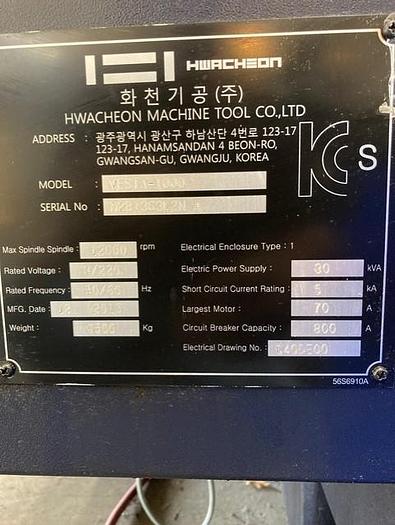 HWACHEON
화천기공 (주)
HWACHEON MACHINE TOOL CO.,LTD
ADDRESS : 광주광역시 광산구 하남산단 4번로 123-17
123-17, HANAMSANDAN 4 BEON-RO,
GWANGSAN-GU, GWANGJU, KOREA
S
MODEL :
SERIAL No :
Max Spindle Spindle : 12000 rpm
Electrical Enclosure Type : 1
Rated Voltage :
Electric Power Supply : 30 kVA
Rated Frequency : 50/60 Hz
Short Circuit Current Rating : 5 kA
MFG. Date :
Largest Motor : 70 A
Weight : Kg
Circuit Breaker Capacity : 800 A
Electrical Drawing No. :
56S6910A